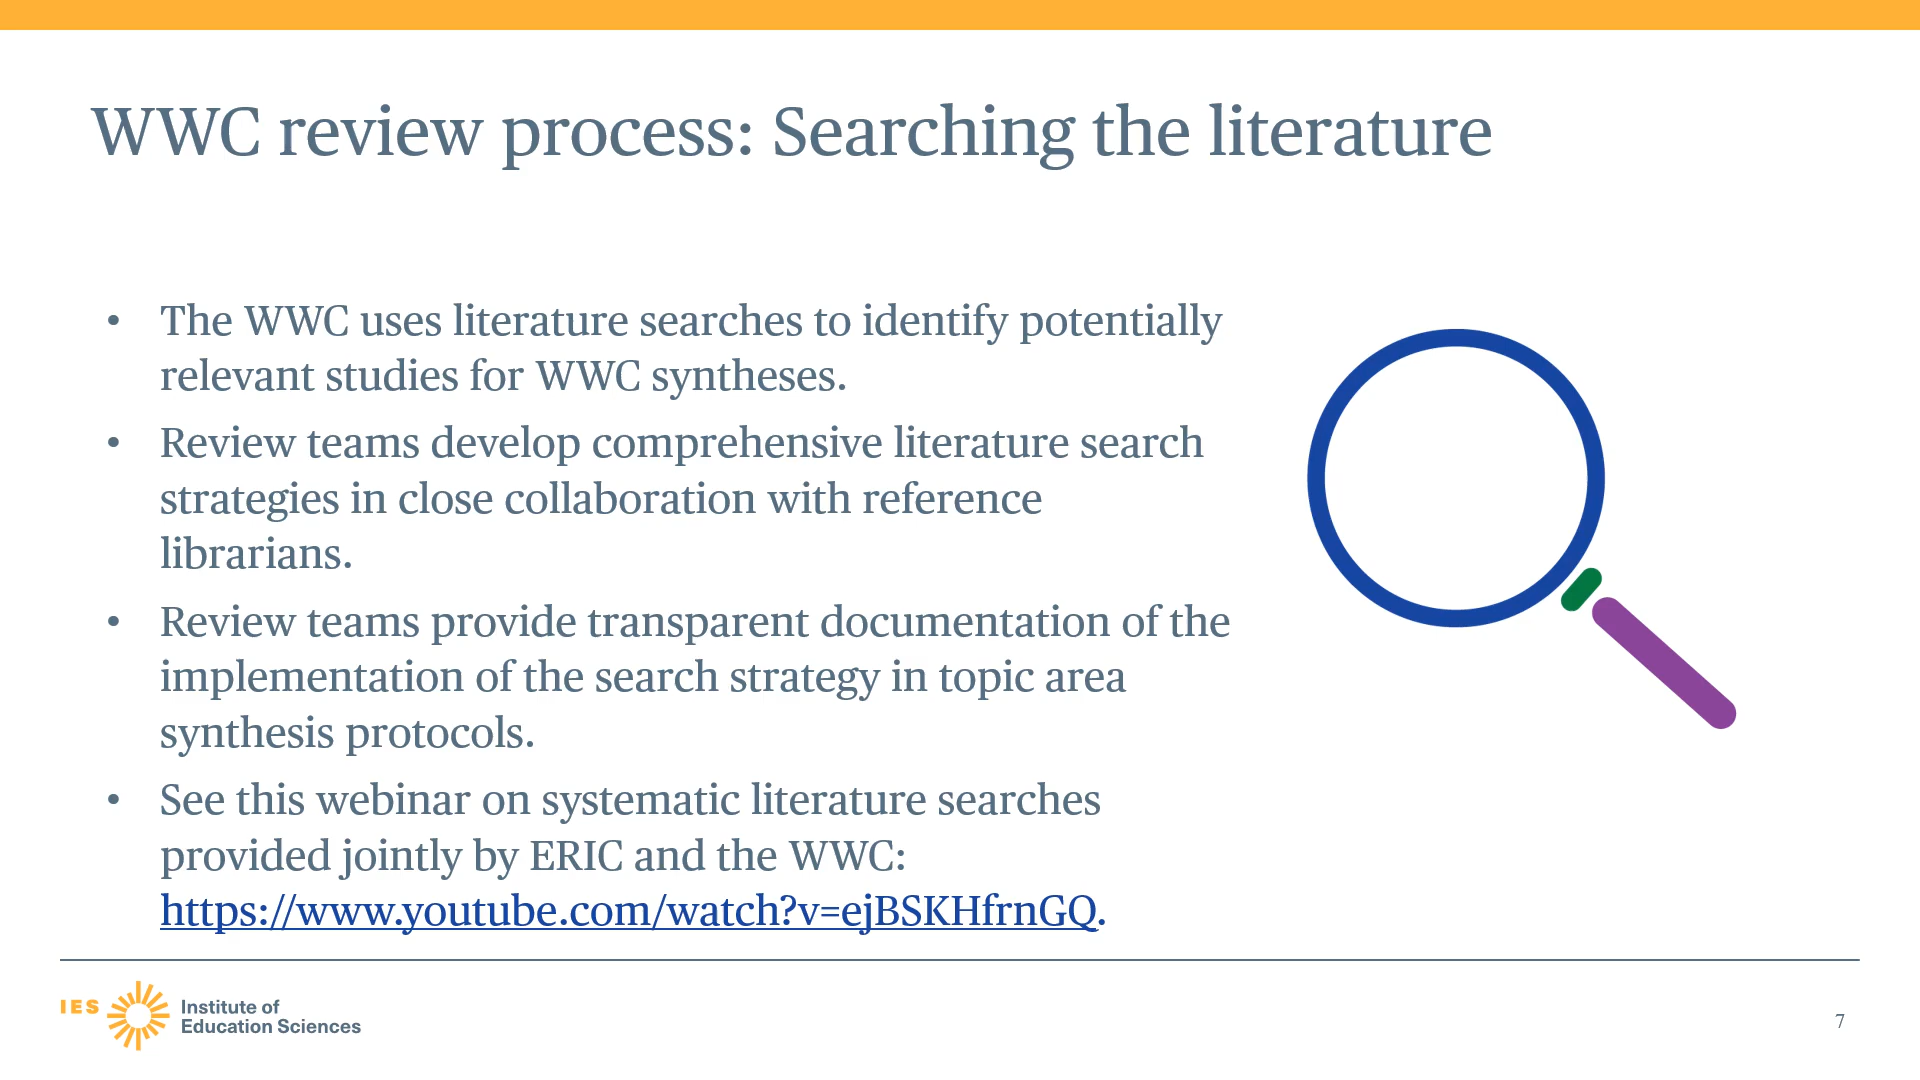 WWC review process: Searching the literature
• The WWC uses literature searches to identify potentially
relevant studies for WWC syntheses.
• Review teams develop comprehensive literature search
strategies in close collaboration with reference
librarians.
• Review teams provide transparent documentation of the
implementation of the search strategy in topic area
synthesis protocols.
• See this webinar on systematic literature searches
provided jointly by ERIC and the WWC:
https://www.youtube.com/watch?v=ejBSKHfrnGQ.
IES
Institute of
Education Sciences
7